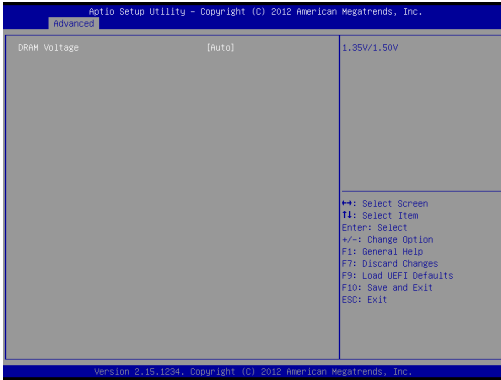 Aptio Setup Utility – Copyright (C) 2012 American Megatrends, Inc.
Advanced
DRAM Voltage [Auto]
1.35V/1.50V
↔: Select Screen
↑↓: Select Item
Enter: Select
+/-: Change Option
F1: General Help
F7: Discard Changes
F9: Load UEFI Defaults
F10: Save and Exit
ESC: Exit
Version 2.15.1234. Copyright (C) 2012 American Megatrends, Inc.